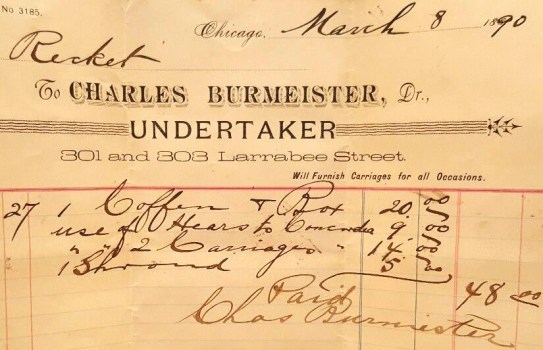 No 3185.
Chicago, March 8 1890
Recket
To CHARLES BURMEISTER, Dr.,
UNDERTAKER
301 and 303 Larrabee Street.
Will Furnish Carriages for all Occasions.
27 1 Coffen & Box 20 00
use of Hears to Concordia 9 00
" " 2 Carriages " 14 00
1 Shroud 5 00
48 00
Paid
Chas Burmeister